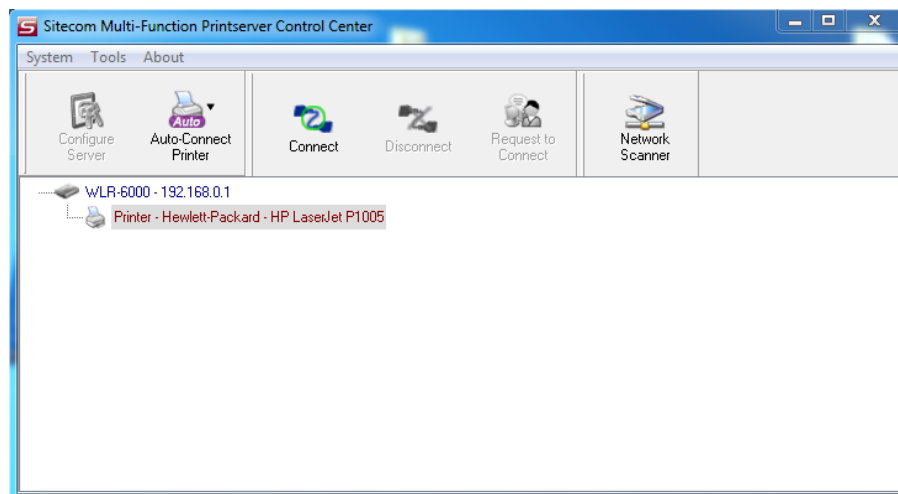 Sitecom Multi-Function Printserver Control Center
System Tools About
Configure Server
Auto
Auto-Connect Printer
Connect
Disconnect
Request to Connect
Network Scanner
WLR-6000 - 192.168.0.1
Printer - Hewlett-Packard - HP LaserJet P1005